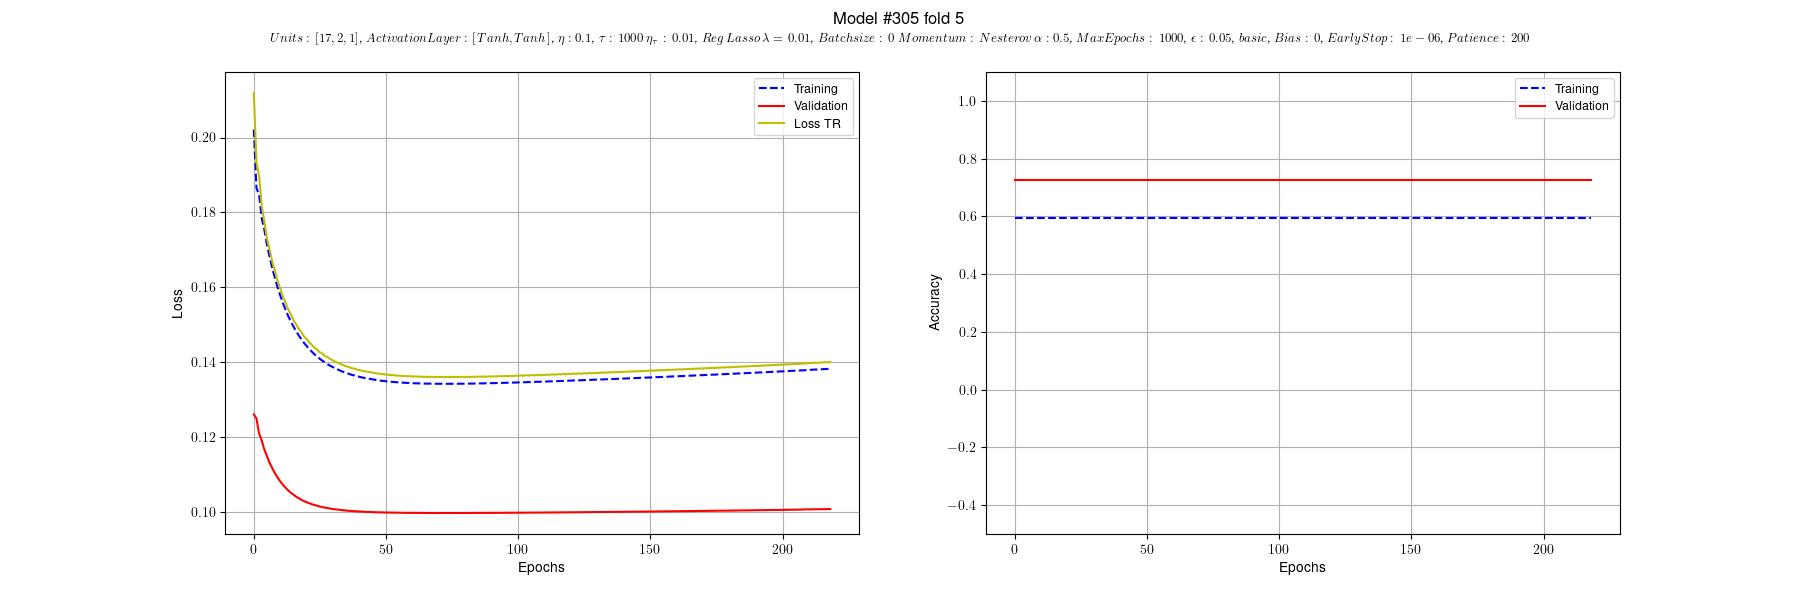 Model #305 fold 5
Units : [17, 2, 1], ActivationLayer : [Tanh, Tanh], η : 0.1, τ : 1000 ητ : 0.01, Reg Lasso λ = 0.01, Batchsize : 0 Momentum : Nesterov α : 0.5, MaxEpochs : 1000, ϵ : 0.05, basic, Bias : 0, EarlyStop : 1e − 06, Patience : 200
Training
Validation
Loss TR
0.20
0.18
0.16
0.14
0.12
0.10
Loss
0 50 100 150 200
Epochs
Training
Validation
1.0
0.8
0.6
0.4
0.2
0.0
−0.2
−0.4
Accuracy
0 50 100 150 200
Epochs